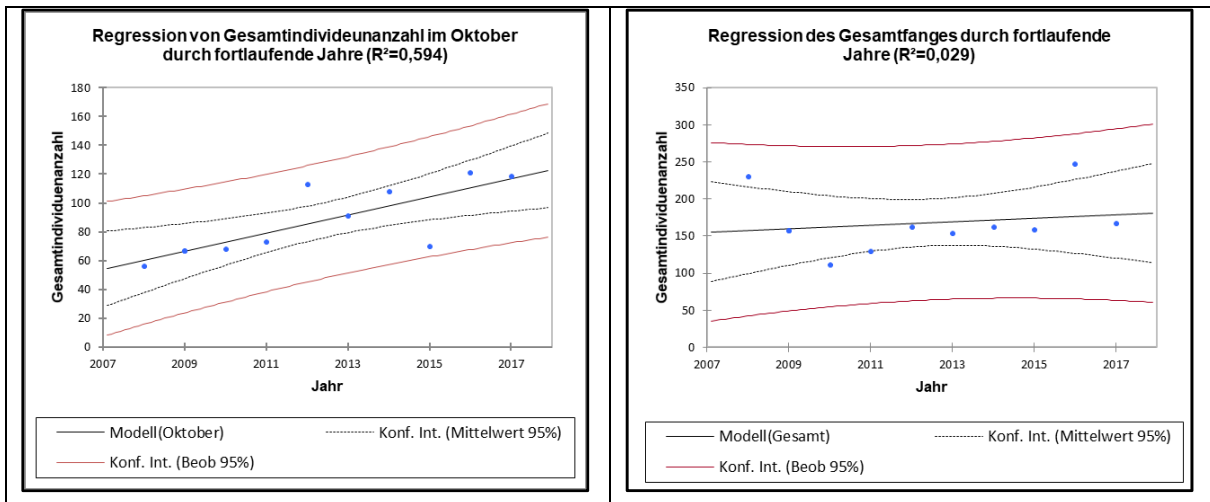 Regression von Gesamtindivideunanzahl im Oktober
durch fortlaufende Jahre (R²=0,594)
Gesamtindividuenanzahl
180
160
140
120
100
80
60
40
20
0
2007 2009 2011 2013 2015 2017
Jahr
Modell(Oktober) Konf. Int. (Mittelwert 95%)
Konf. Int. (Beob 95%)
Regression des Gesamtfanges durch fortlaufende
Jahre (R²=0,029)
Gesamtindividuenanzahl
350
300
250
200
150
100
50
0
2007 2009 2011 2013 2015 2017
Jahr
Modell(Gesamt) Konf. Int. (Mittelwert 95%)
Konf. Int. (Beob 95%)